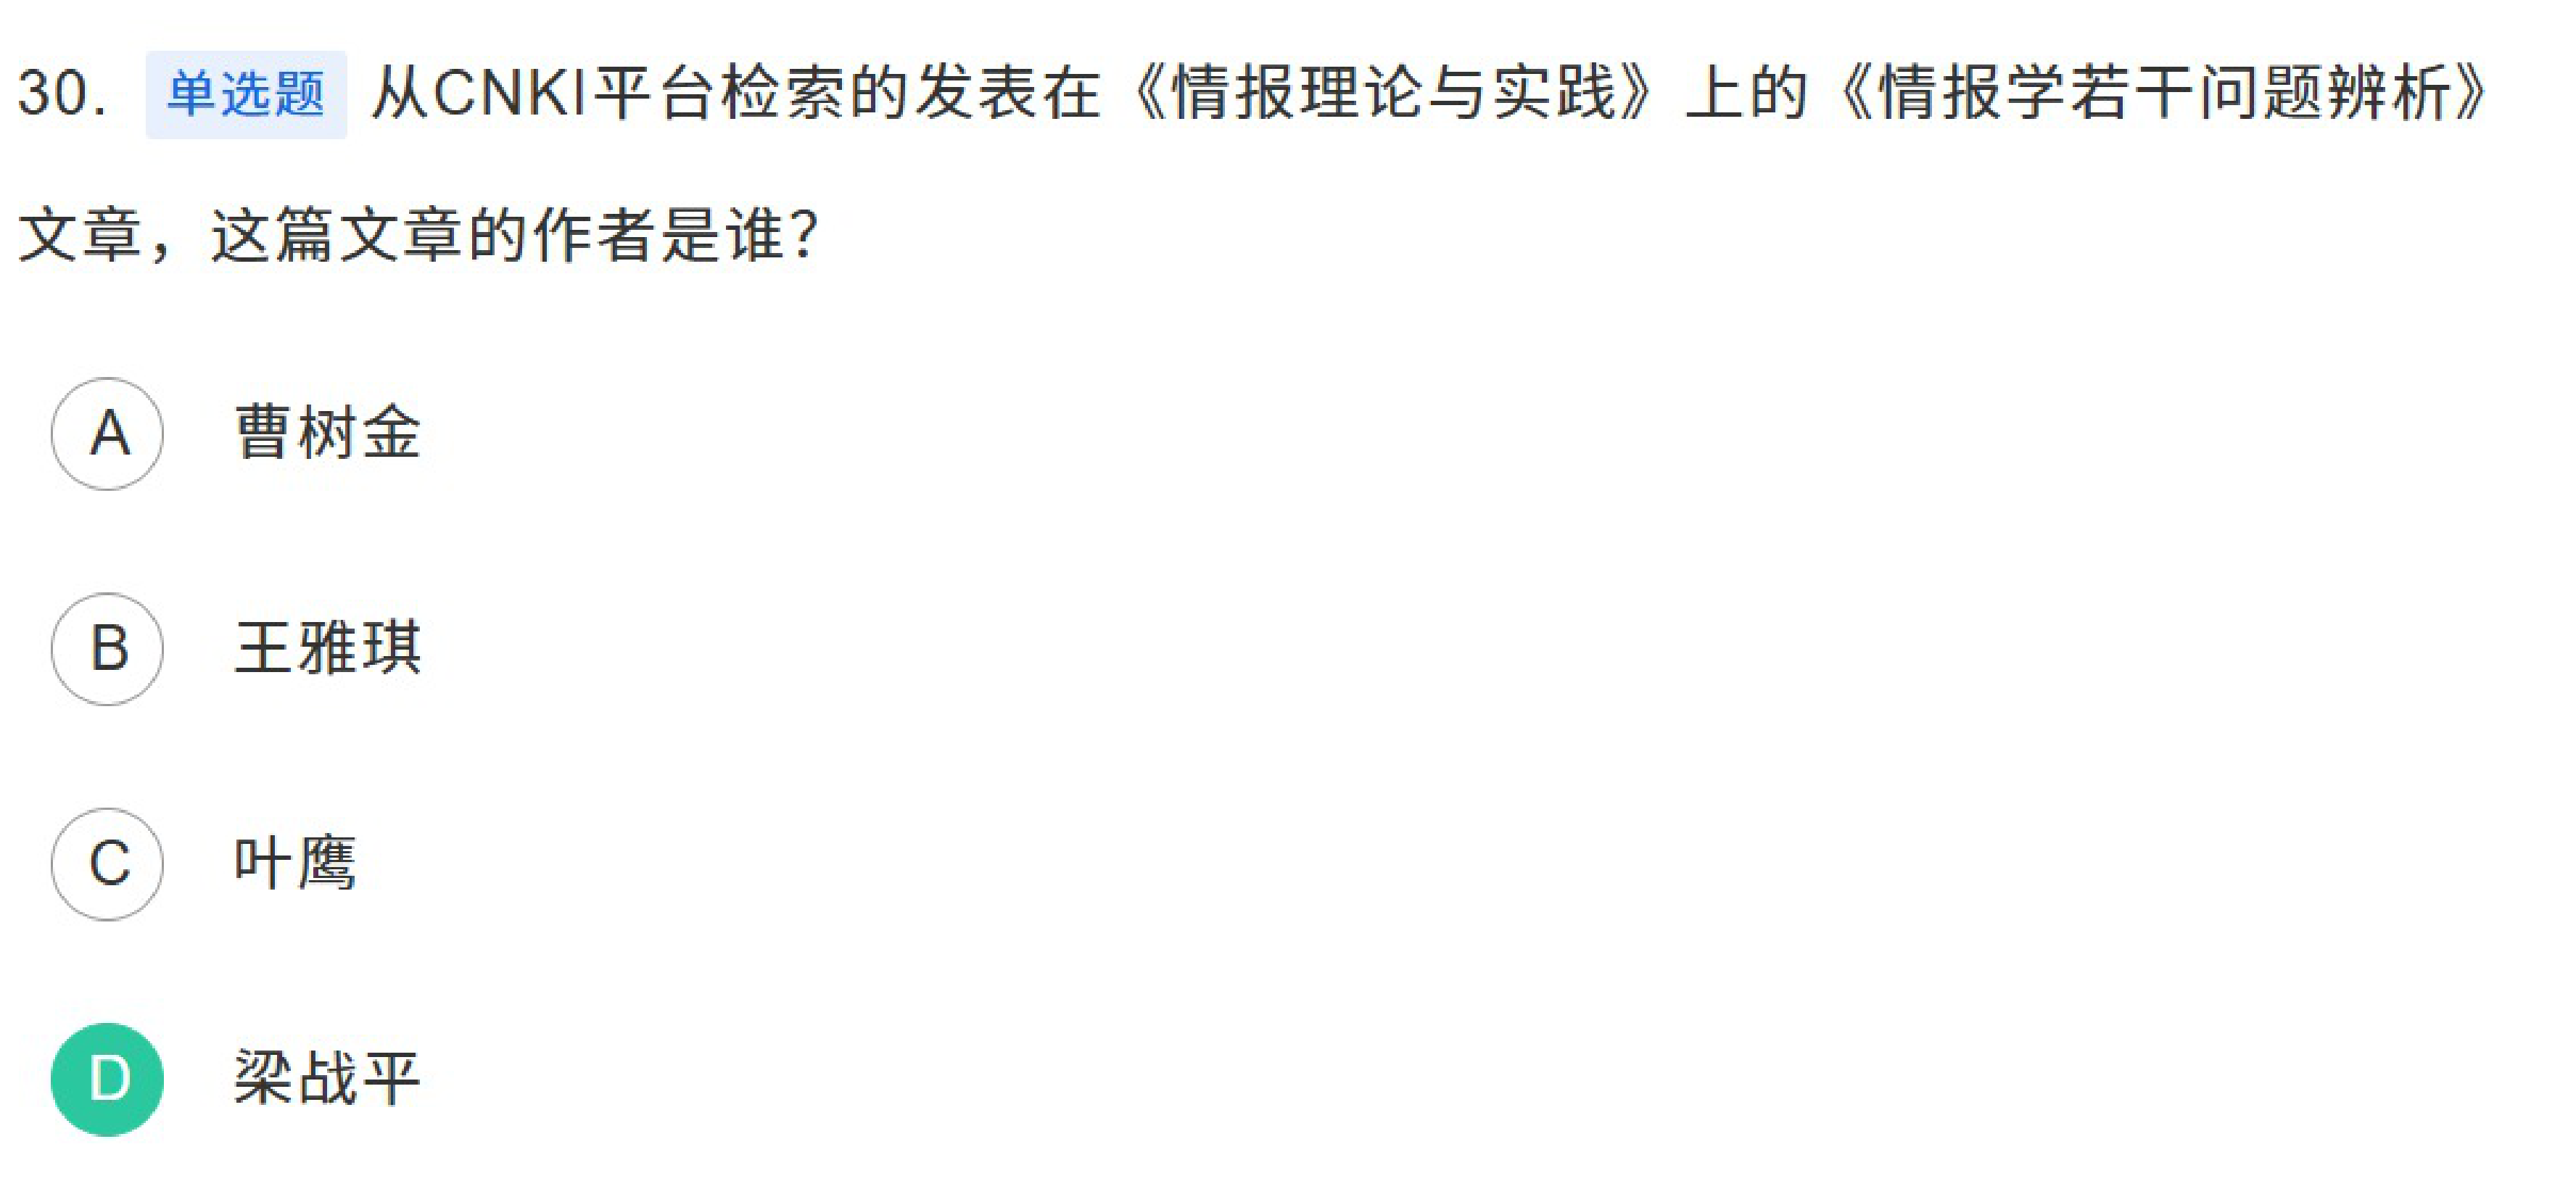 30. 单选题 从CNKI平台检索的发表在《情报理论与实践》上的《情报学若干问题辨析》
文章，这篇文章的作者是谁？
A 曹树金
B 王雅琪
C 叶鹰
D 梁战平